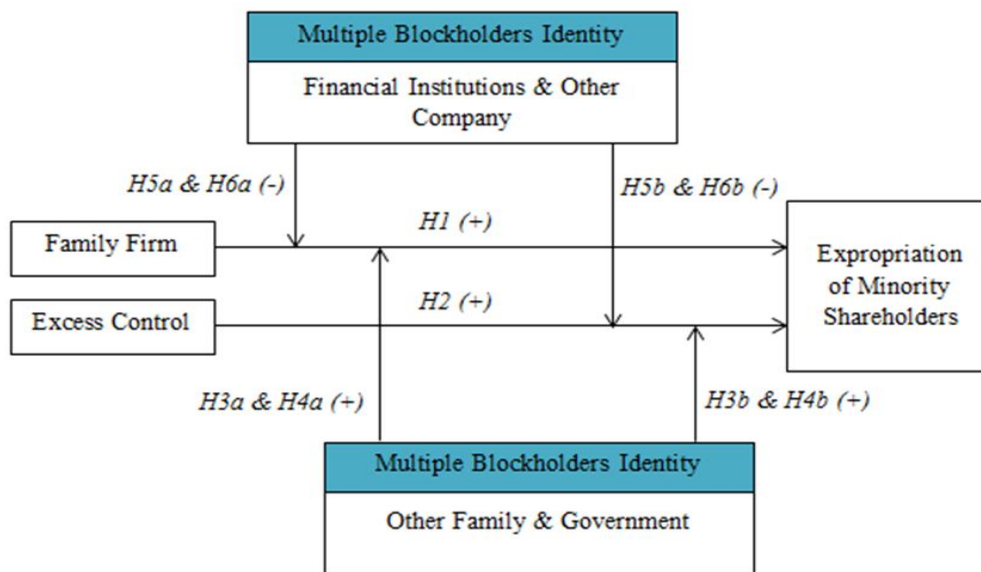 Multiple Blockholders Identity
Financial Institutions & Other
Company
H5a & H6a (-)
H5b & H6b (-)
H1 (+)
Family Firm
Expropriation
of Minority
Shareholders
H2 (+)
Excess Control
H3a & H4a (+)
H3b & H4b (+)
Multiple Blockholders Identity
Other Family & Government